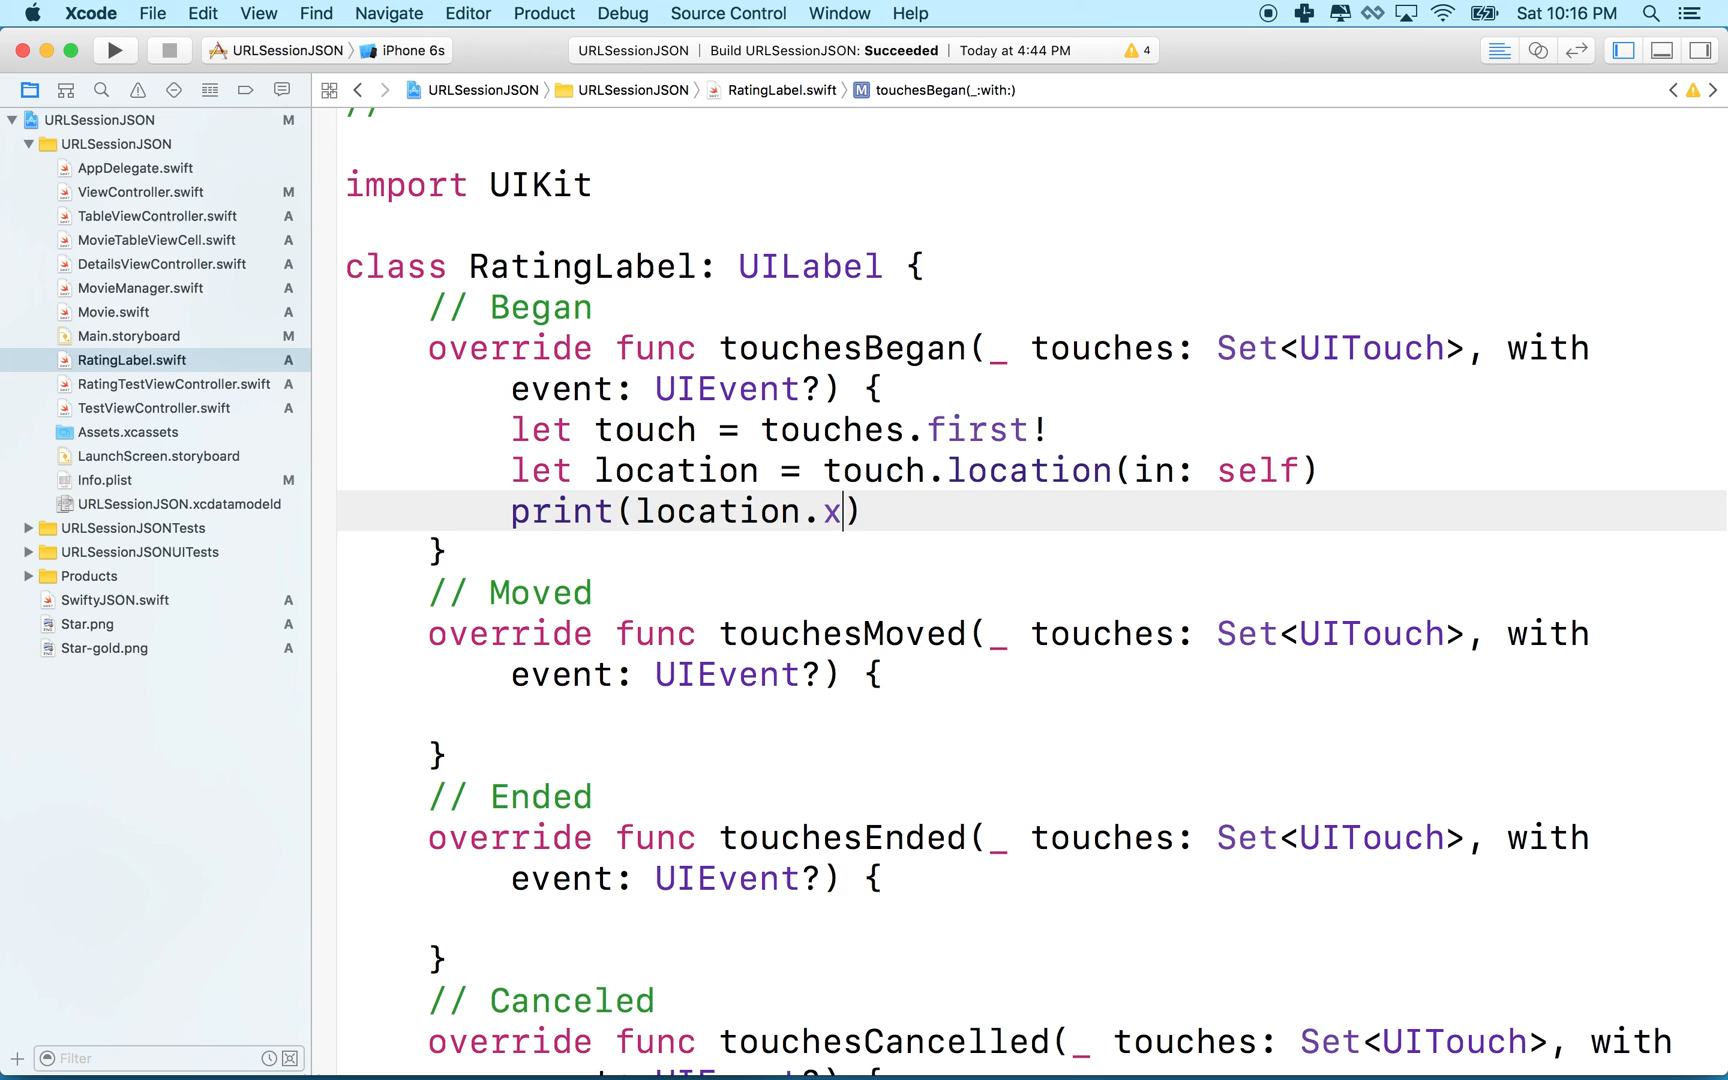 Xcode File Edit View Find Navigate Editor Product Debug Source Control Window Help Sat 10:16 PM
URLSessionJSON iPhone 6s URLSessionJSON Build URLSessionJSON: Succeeded Today at 4:44 PM 4
URLSessionJSON URLSessionJSON RatingLabel.swift M touchesBegan(_:with:)
URLSessionJSON M
URLSessionJSON
AppDelegate.swift
ViewController.swift M
TableViewController.swift A
MovieTableViewCell.swift A
DetailsViewController.swift A
MovieManager.swift A
Movie.swift A
Main.storyboard M
RatingLabel.swift A
RatingTestViewController.swift A
TestViewController.swift A
Assets.xcassets
LaunchScreen.storyboard
Info.plist M
URLSessionJSON.xcdatamodeld
URLSessionJSONTests
URLSessionJSONUITests
Products
SwiftyJSON.swift A
Star.png A
Star-gold.png A
Filter
//
import UIKit
class RatingLabel: UILabel {
// Began
override func touchesBegan(_ touches: Set<UITouch>, with
event: UIEvent?) {
let touch = touches.first!
let location = touch.location(in: self)
print(location.x)
}
// Moved
override func touchesMoved(_ touches: Set<UITouch>, with
event: UIEvent?) {
}
// Ended
override func touchesEnded(_ touches: Set<UITouch>, with
event: UIEvent?) {
}
// Canceled
override func touchesCancelled(_ touches: Set<UITouch>, with
event: UIEvent?) {